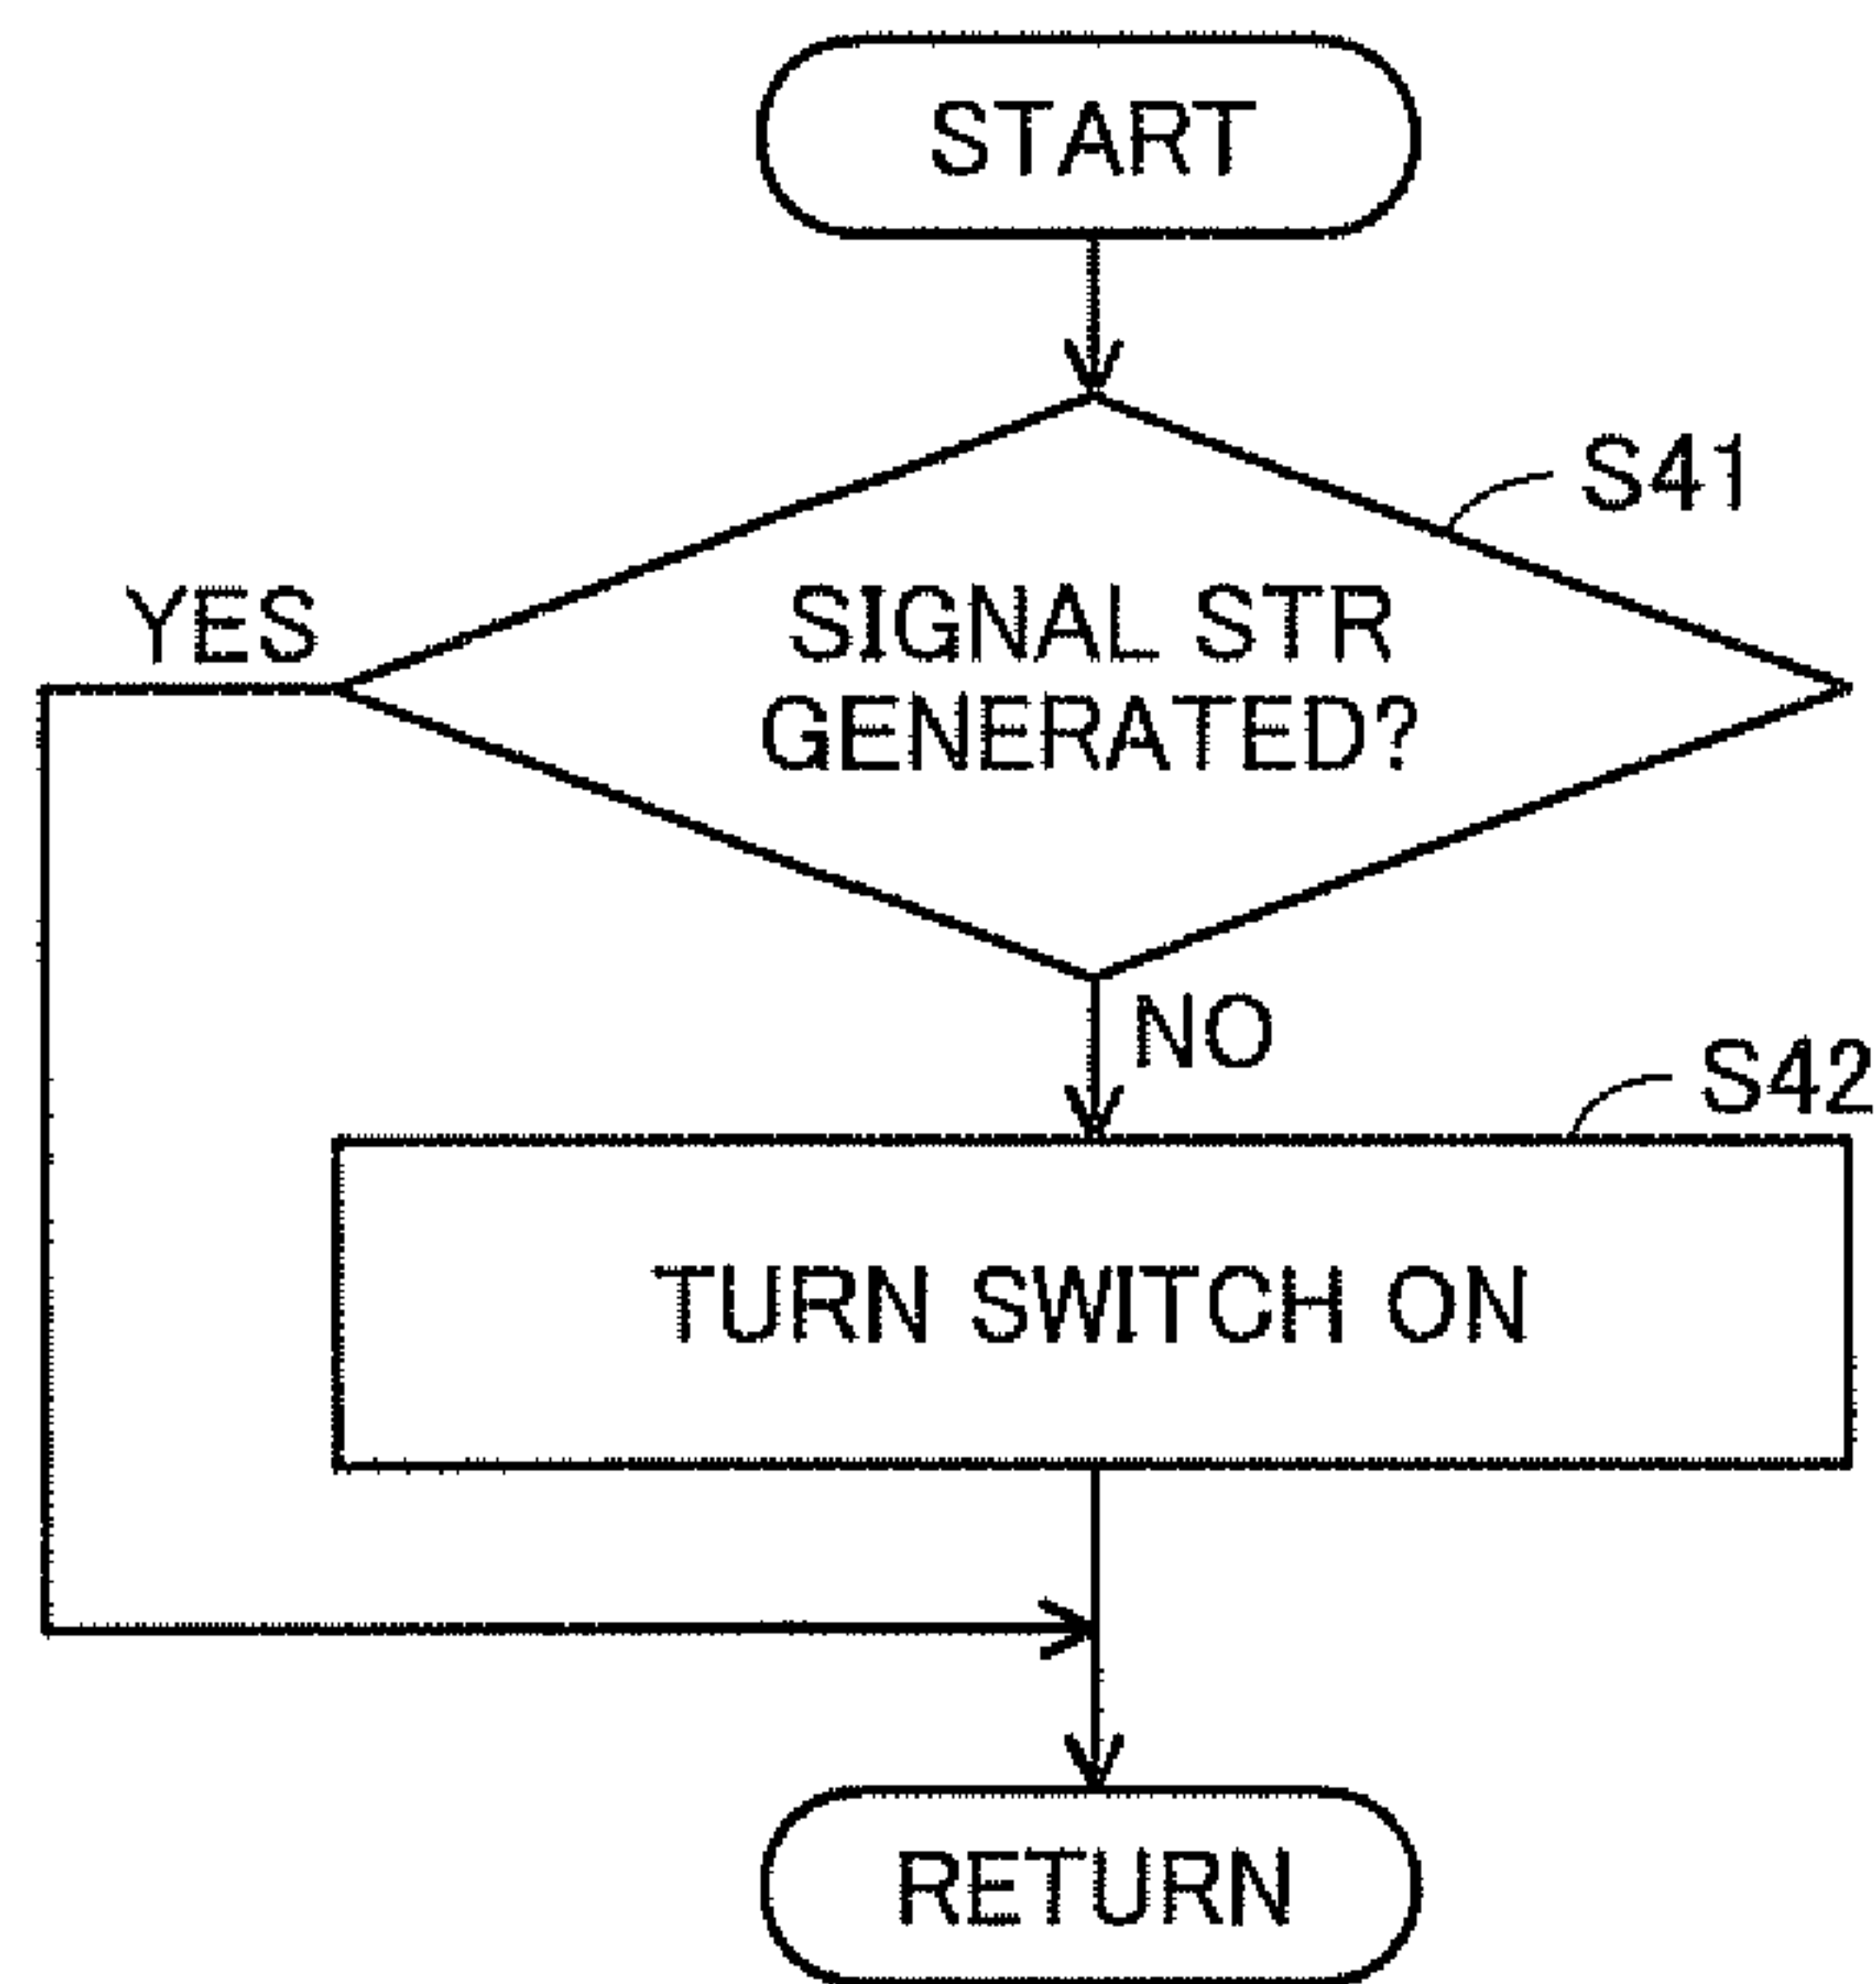 START
S41
YES
SIGNAL STR
GENERATED?
NO
S42
TURN SWITCH ON
RETURN